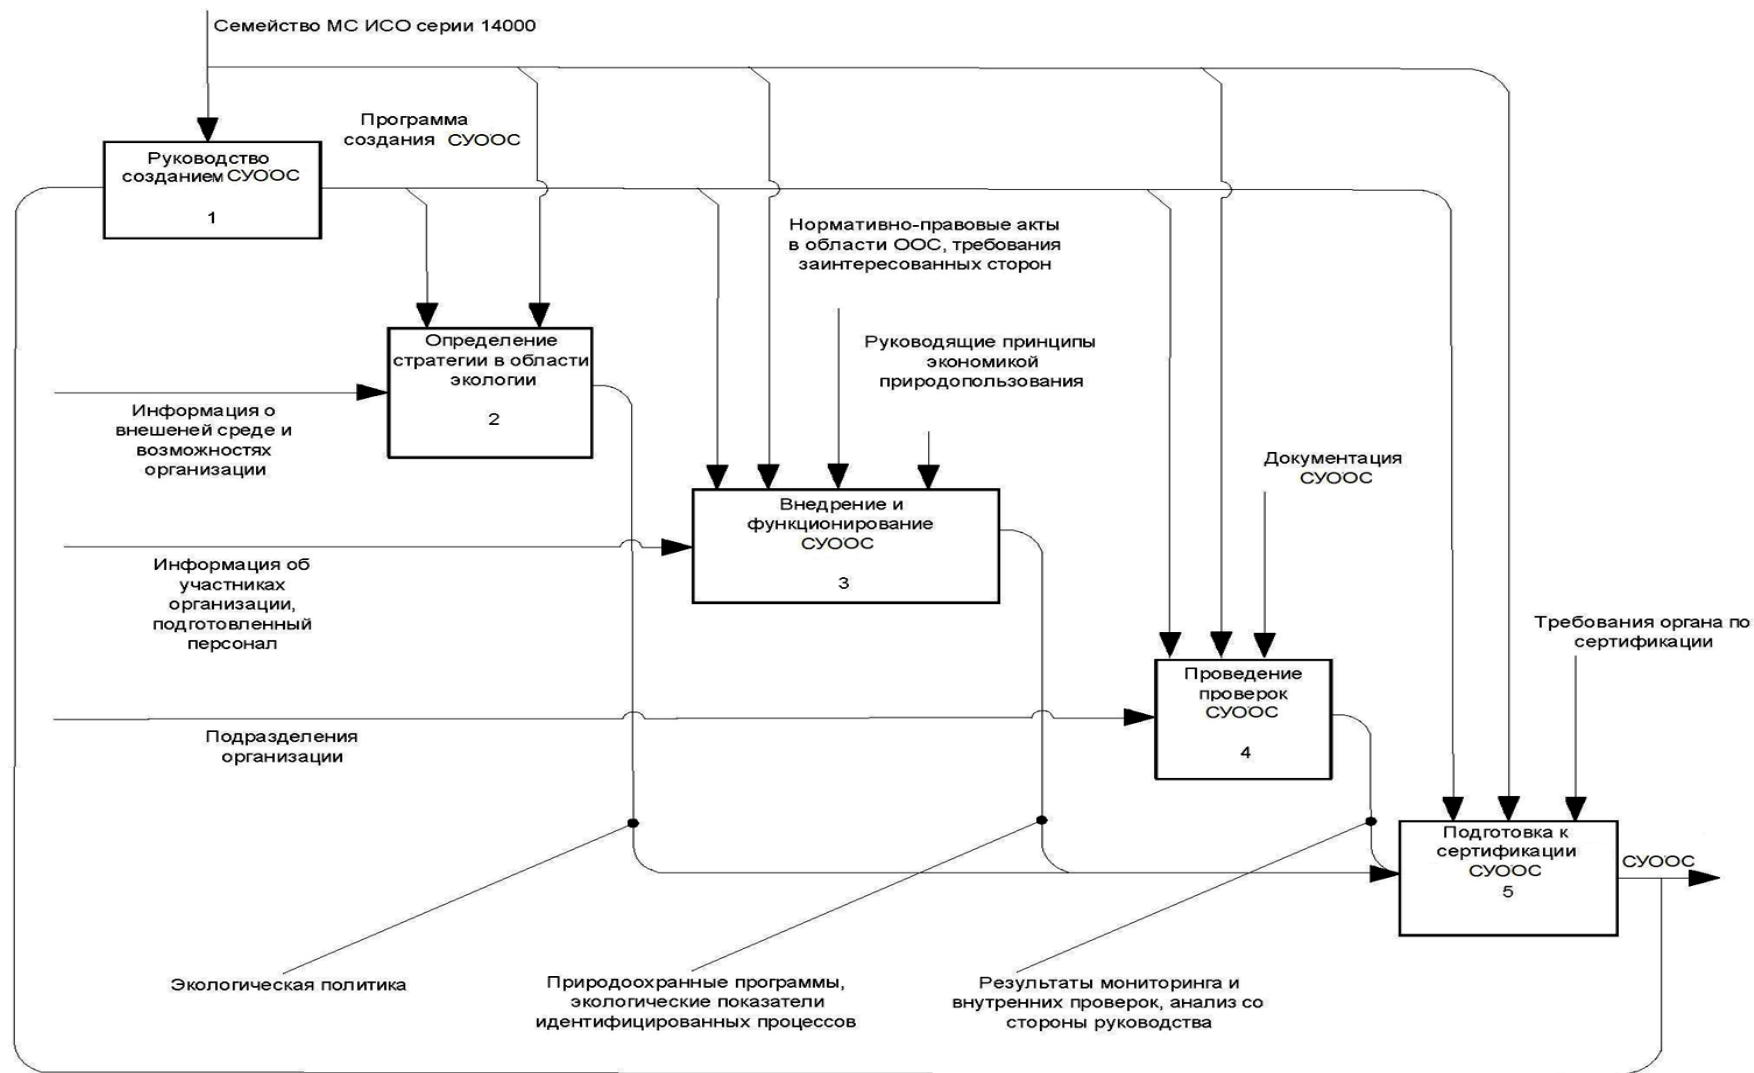 Семейство МС ИСО серии 14000
Программа
создания СУООС
Руководство
созданием СУООС
1
Нормативно-правовые акты
в области ООС, требования
заинтересованных сторон
Руководящие принципы
экономикой
природопользования
Определение
стратегии в области
экологии
2
Информация о
внешеней среде и
возможностях
организации
Документация
СУООС
Внедрение и
функционирование
СУООС
3
Информация об
участниках
организации,
подготовленный
персонал
Требования органа по
сертификации
Проведение
проверок
СУООС
4
Подразделения
организации
Подготовка к
сертификации
СУООС
5
СУООС
Экологическая политика
Природоохранные программы,
экологические показатели
идентифицированных процессов
Результаты мониторинга и
внутренних проверок, анализ со
стороны руководства